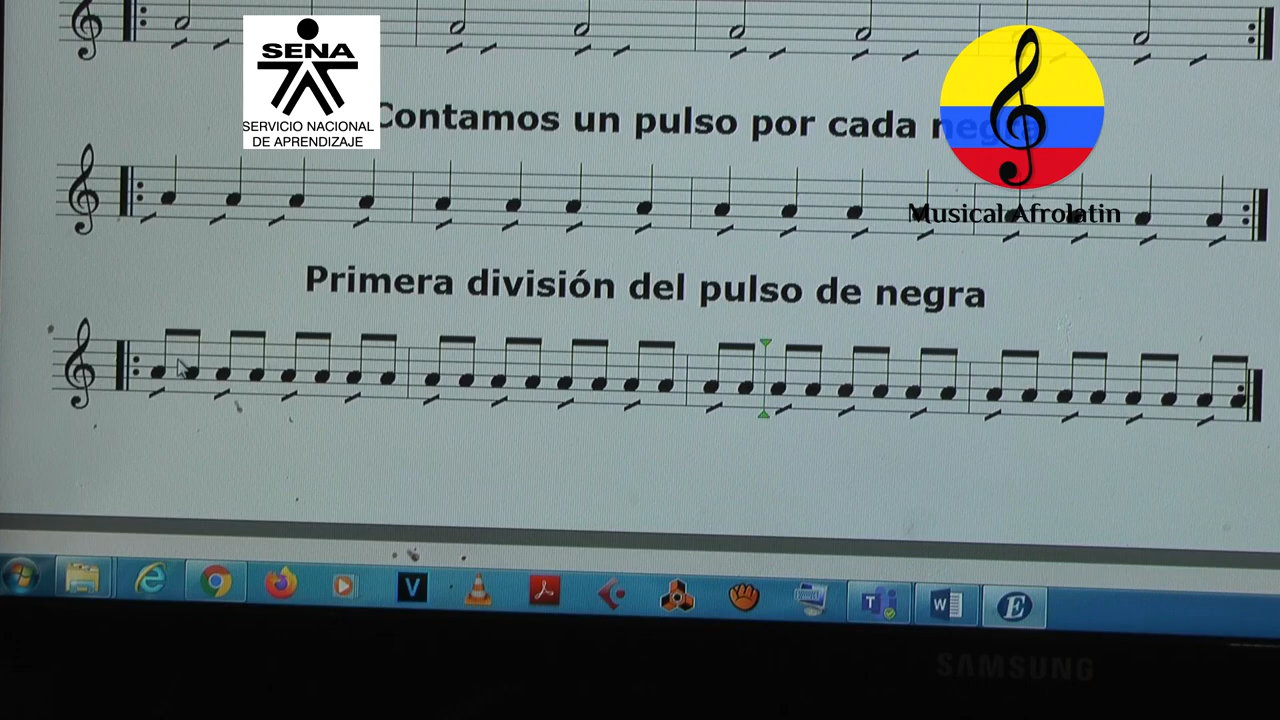 SENA
SERVICIO NACIONAL
DE APRENDIZAJE
Contamos un pulso por cada negra
Musical Afrolatin
Primera división del pulso de negra
SAMSUNG